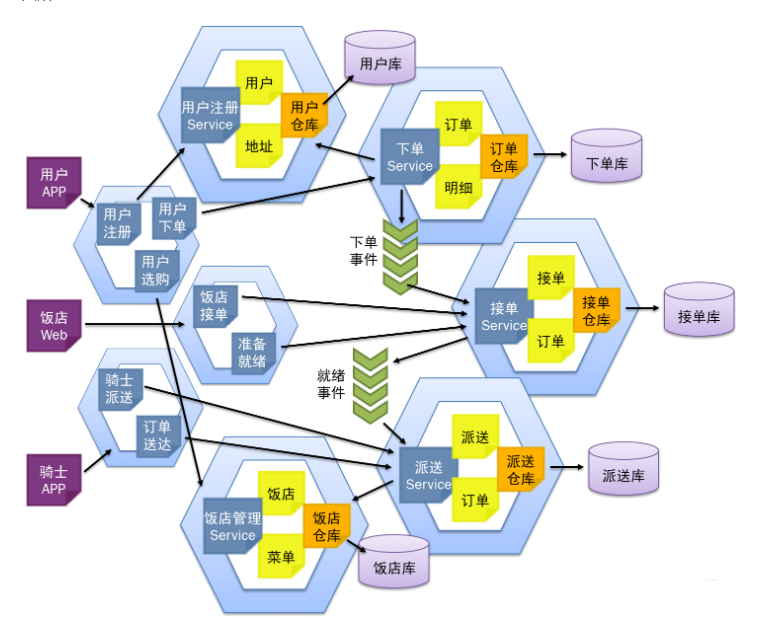 用户
APP
用户
注册
用户
下单
用户
选购
用户注册
Service
用户
地址
用户
仓库
用户库
下单
Service
订单
明细
订单
仓库
下单库
下单
事件
饭店
Web
饭店
接单
准备
就绪
接单
Service
接单
订单
接单
仓库
接单库
就绪
事件
骑士
APP
骑士
派送
订单
送达
派送
Service
派送
订单
派送
仓库
派送库
饭店管理
Service
饭店
菜单
饭店
仓库
饭店库